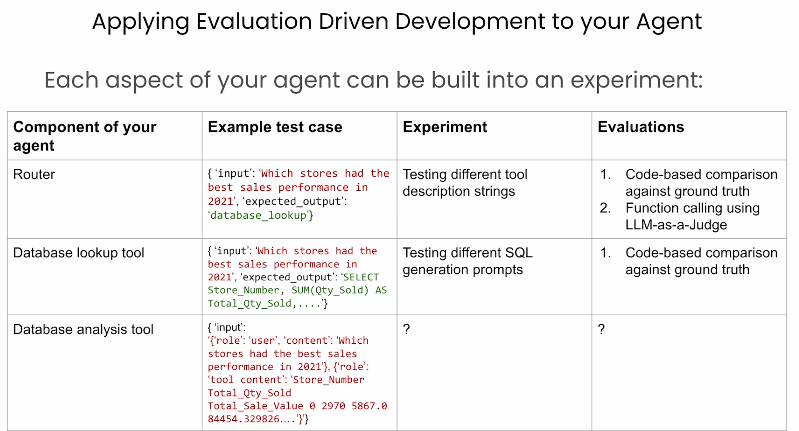 Applying Evaluation Driven Development to your Agent
Each aspect of your agent can be built into an experiment:
Component of your
agent
Example test case
Experiment
Evaluations
Router
{ ‘input’: ‘Which stores had the
best sales performance in
2021’, ‘expected_output’:
‘database_lookup’}
Testing different tool
description strings
1. Code-based comparison
against ground truth
2. Function calling using
LLM-as-a-Judge
Database lookup tool
{ ‘input’: ‘Which stores had the
best sales performance in
2021’, ‘expected_output’: ‘SELECT
Store_Number, SUM(Qty_Sold) AS
Total_Qty_Sold,....’}
Testing different SQL
generation prompts
1. Code-based comparison
against ground truth
Database analysis tool
{ ‘input’:
‘{‘role’: ‘user’, ‘content’: ‘Which
stores had the best sales
performance in 2021’}, {‘role’:
‘tool content’: ‘Store_Number
Total_Qty_Sold
Total_Sale_Value 0 2970 5867.0
84454.329826....’}’}
?
?